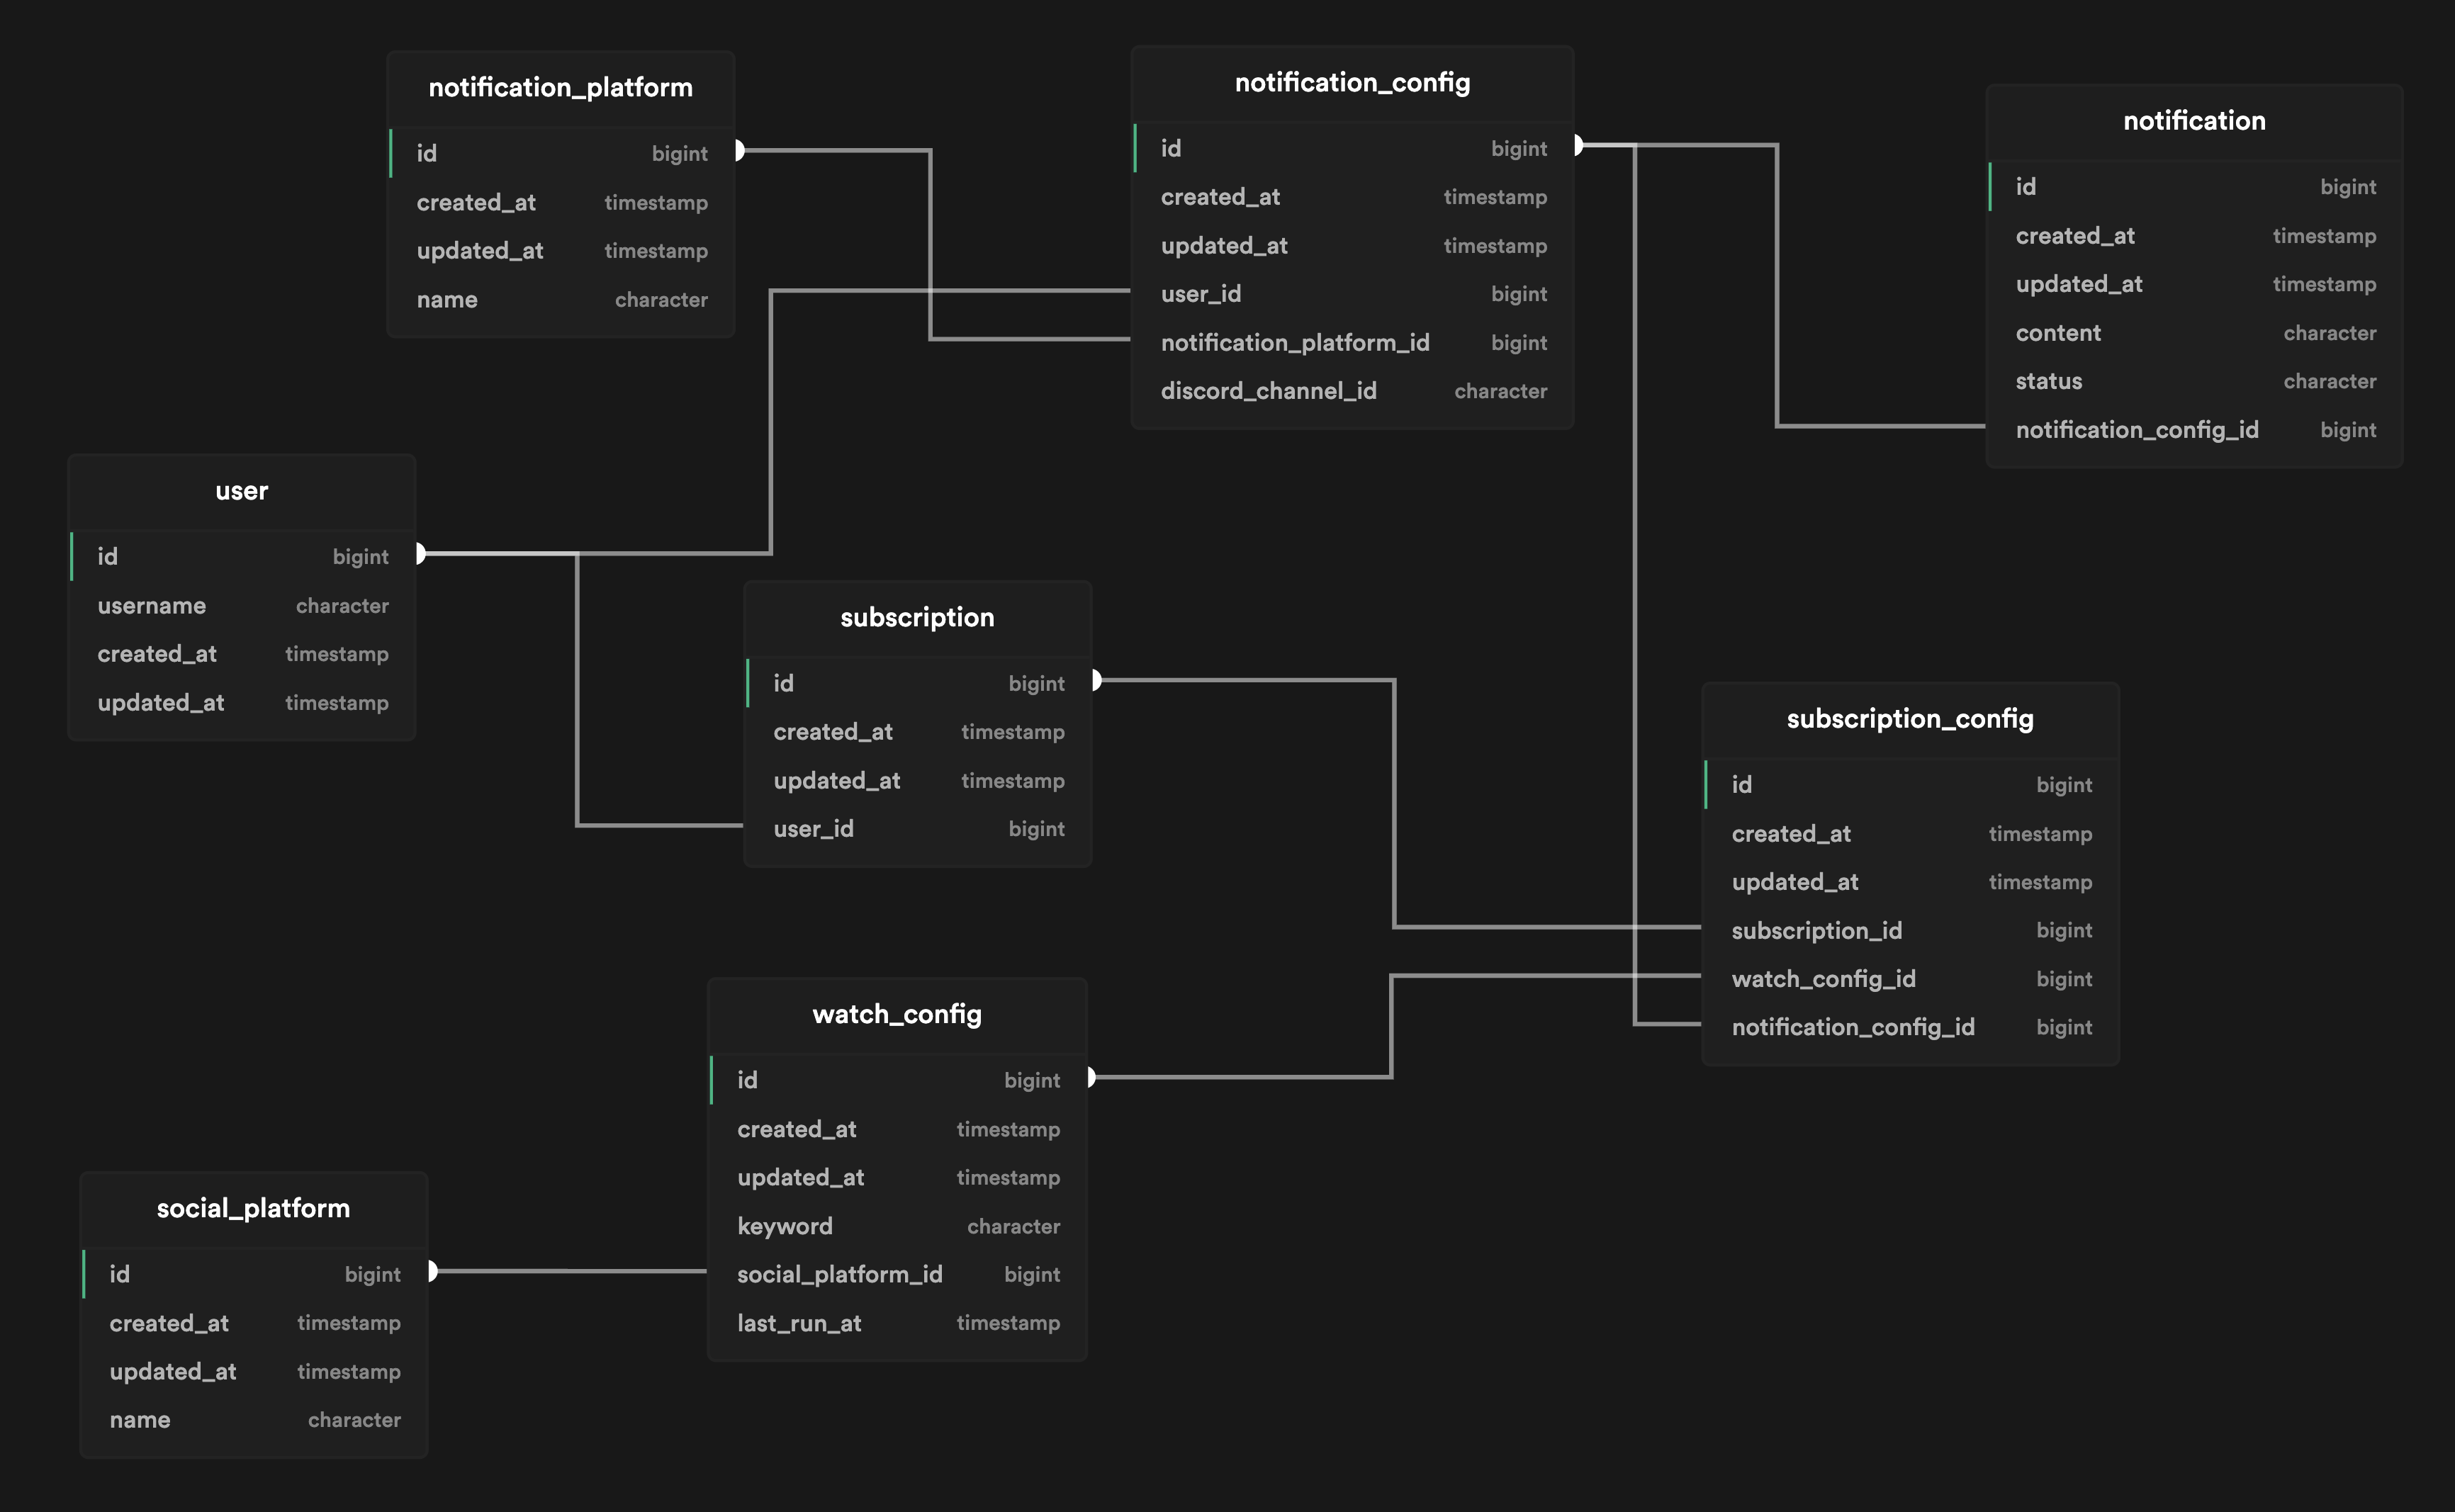 notification_platform
id bigint
created_at timestamp
updated_at timestamp
name character
notification_config
id bigint
created_at timestamp
updated_at timestamp
user_id bigint
notification_platform_id bigint
discord_channel_id character
notification
id bigint
created_at timestamp
updated_at timestamp
content character
status character
notification_config_id bigint
user
id bigint
username character
created_at timestamp
updated_at timestamp
subscription
id bigint
created_at timestamp
updated_at timestamp
user_id bigint
subscription_config
id bigint
created_at timestamp
updated_at timestamp
subscription_id bigint
watch_config_id bigint
notification_config_id bigint
watch_config
id bigint
created_at timestamp
updated_at timestamp
keyword character
social_platform_id bigint
last_run_at timestamp
social_platform
id bigint
created_at timestamp
updated_at timestamp
name character